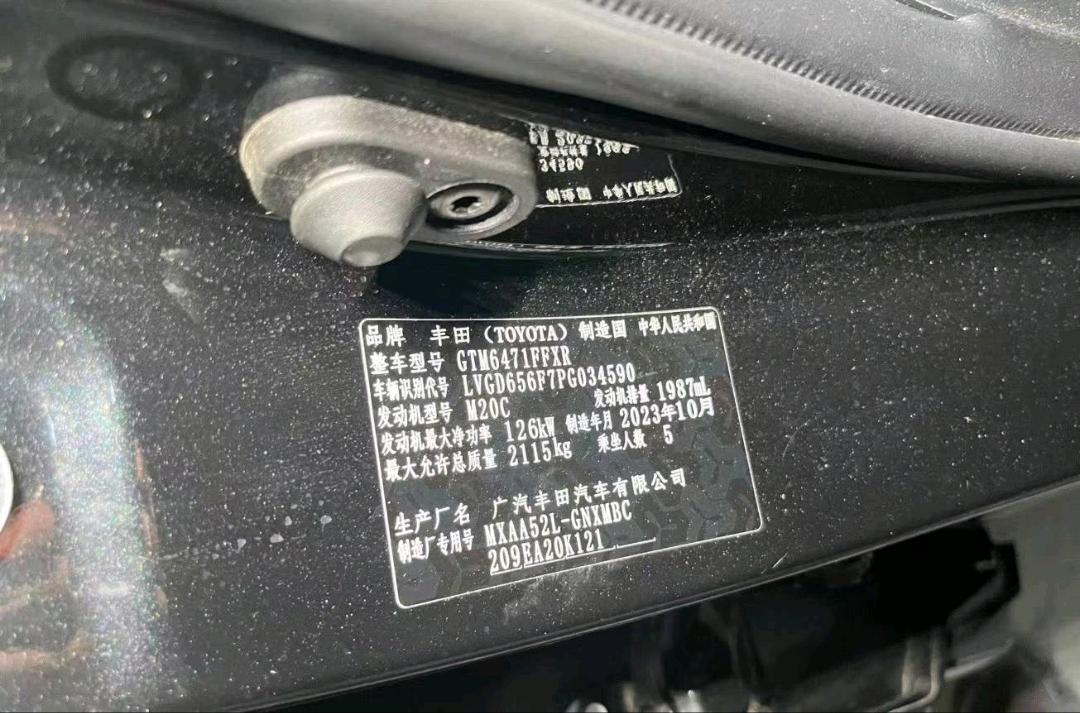 品牌 丰田（TOYOTA） 制造国 中华人民共和国
整车型号 GTM6471FFXR
车辆识别代号 LVGD656F7PG034590
发动机型号 M20C 发动机排量 1987mL
发动机最大净功率 126kW 制造年月 2023年10月
最大允许总质量 2115kg 乘坐人数 5
生产厂名 广汽丰田汽车有限公司
制造厂专用号 MXAA52L-GNXMBC
209EA20K121